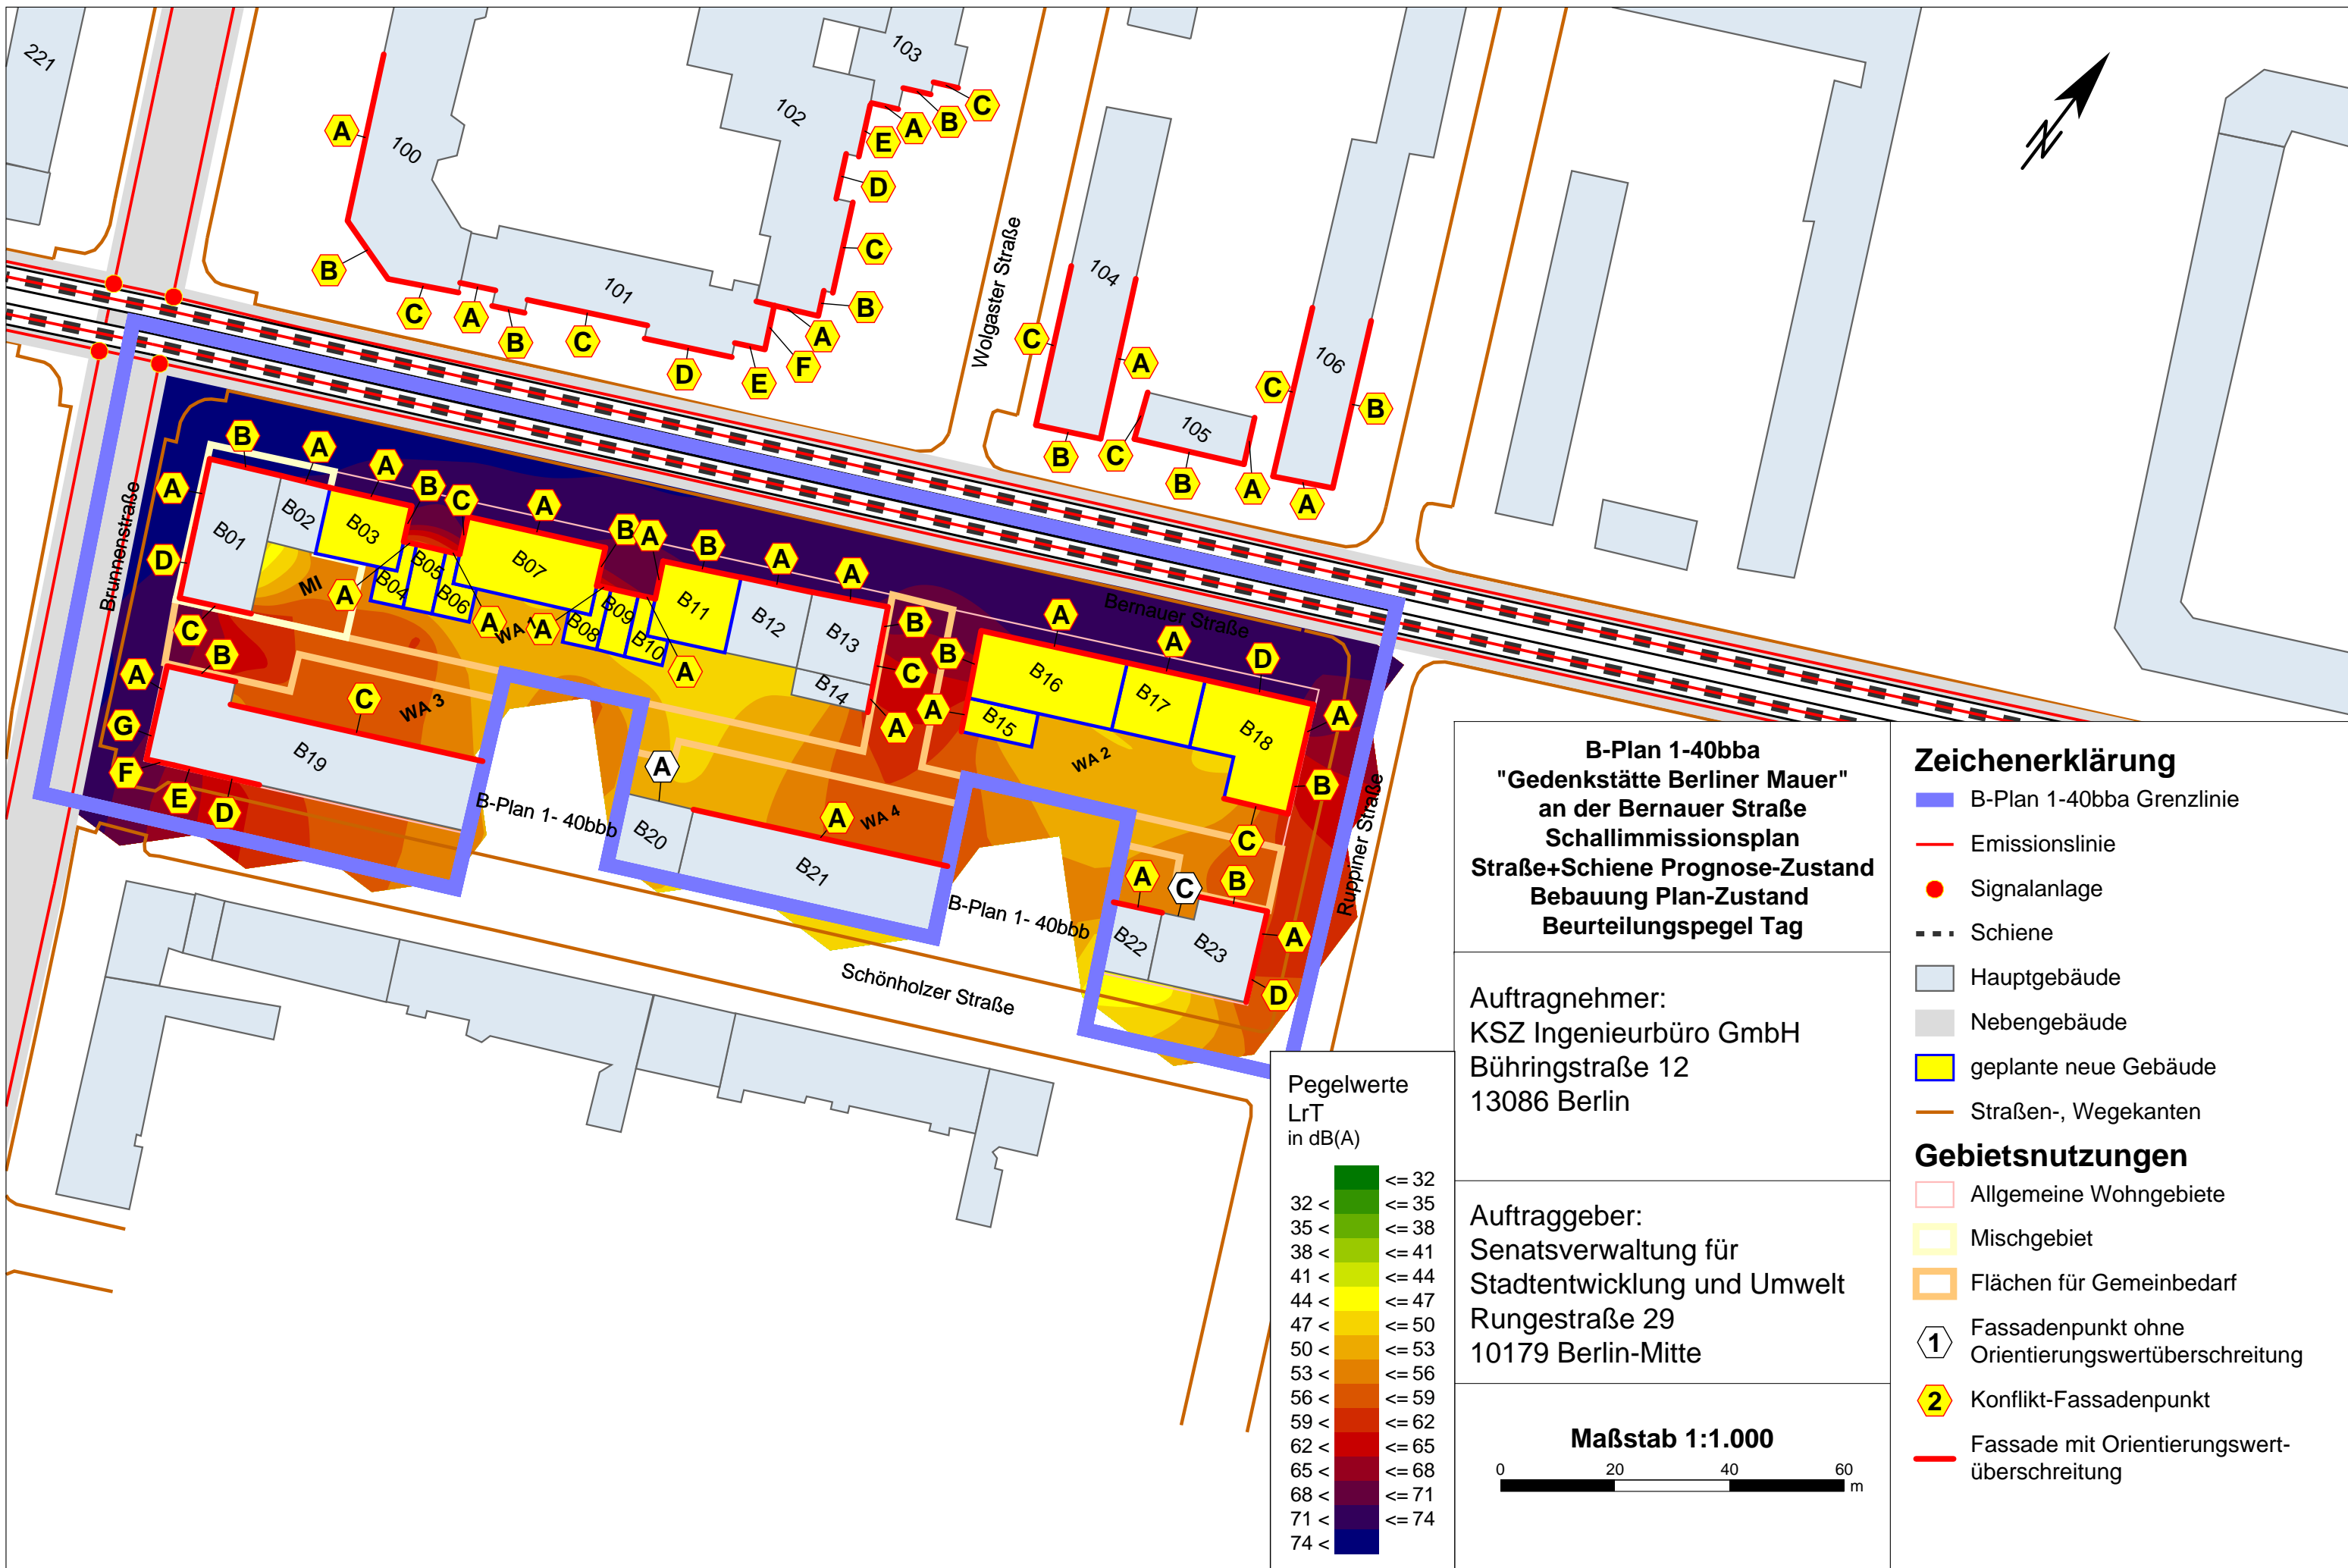 221
100
101
102
103
104
105
106
A
B
C
A
B
C
D
E
F
A
B
C
D
E
A
B
C
Wolgaster Straße
C
A
B
C
B
A
C
B
A
Brunnenstraße
Bernauer Straße
Ruppiner Straße
Schönholzer Straße
B
A
A
B
C
A
B
A
B
A
A
A
D
C
B
A
G
F
E
D
C
A
A
A
A
B
C
A
B
A
A
A
D
A
B
C
A
A
A
C
B
A
D
B01
B02
B03
B04
B05
B06
B07
B08
B09
B10
B11
B12
B13
B14
B15
B16
B17
B18
B19
B20
B21
B22
B23
MI
WA 1
WA 2
WA 3
WA 4
B-Plan 1- 40bbb
B-Plan 1- 40bbb
B-Plan 1-40bba
"Gedenkstätte Berliner Mauer"
an der Bernauer Straße
Schallimmissionsplan
Straße+Schiene Prognose-Zustand
Bebauung Plan-Zustand
Beurteilungspegel Tag
Auftragnehmer:
KSZ Ingenieurbüro GmbH
Bühringstraße 12
13086 Berlin
Auftraggeber:
Senatsverwaltung für
Stadtentwicklung und Umwelt
Rungestraße 29
10179 Berlin-Mitte
Maßstab 1:1.000
0 20 40 60
m
Pegelwerte
LrT
in dB(A)
<= 32
32 < <= 35
35 < <= 38
38 < <= 41
41 < <= 44
44 < <= 47
47 < <= 50
50 < <= 53
53 < <= 56
56 < <= 59
59 < <= 62
62 < <= 65
65 < <= 68
68 < <= 71
71 < <= 74
74 <
Zeichenerklärung
B-Plan 1-40bba Grenzlinie
Emissionslinie
Signalanlage
Schiene
Hauptgebäude
Nebengebäude
geplante neue Gebäude
Straßen-, Wegekanten
Gebietsnutzungen
Allgemeine Wohngebiete
Mischgebiet
Flächen für Gemeinbedarf
1 Fassadenpunkt ohne
Orientierungswertüberschreitung
2 Konflikt-Fassadenpunkt
Fassade mit Orientierungswert-
überschreitung